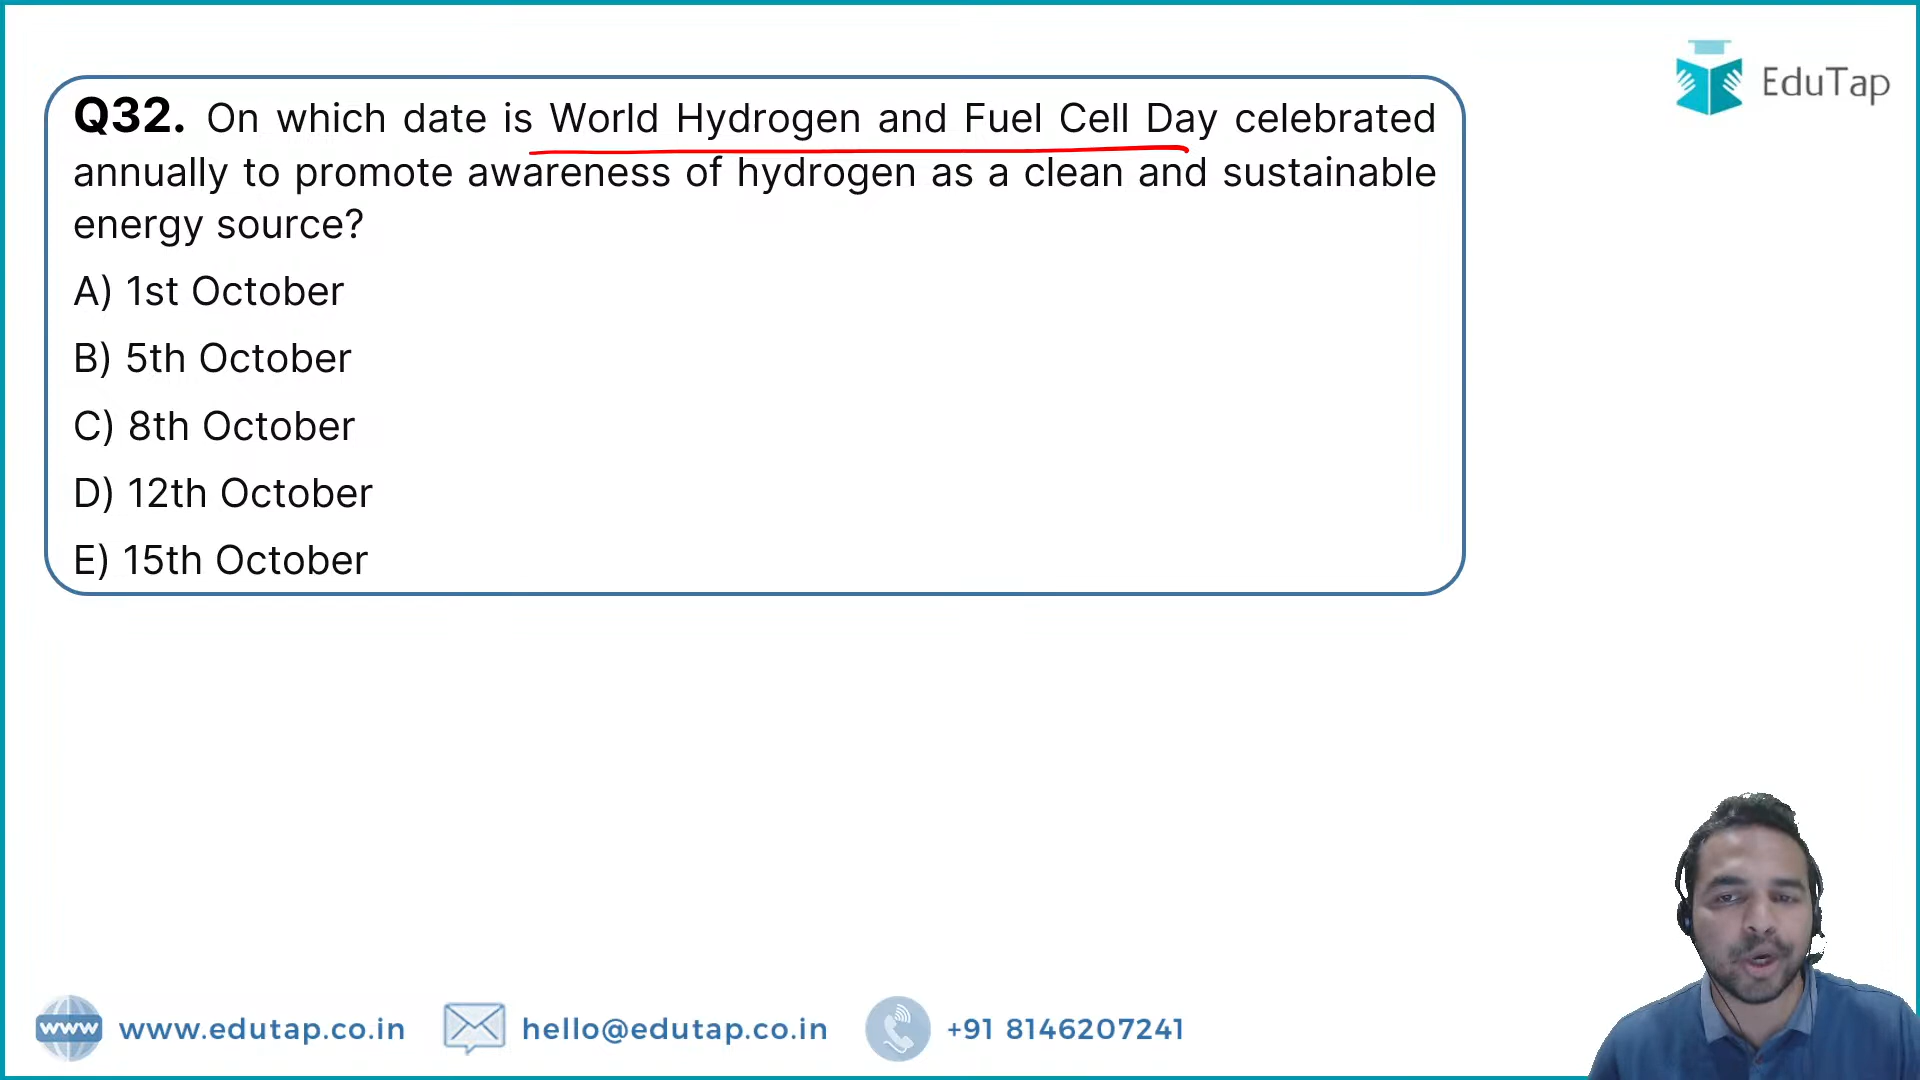 EduTap
Q32. On which date is World Hydrogen and Fuel Cell Day celebrated
annually to promote awareness of hydrogen as a clean and sustainable
energy source?
A) 1st October
B) 5th October
C) 8th October
D) 12th October
E) 15th October
www www.edutap.co.in hello@edutap.co.in +91 8146207241